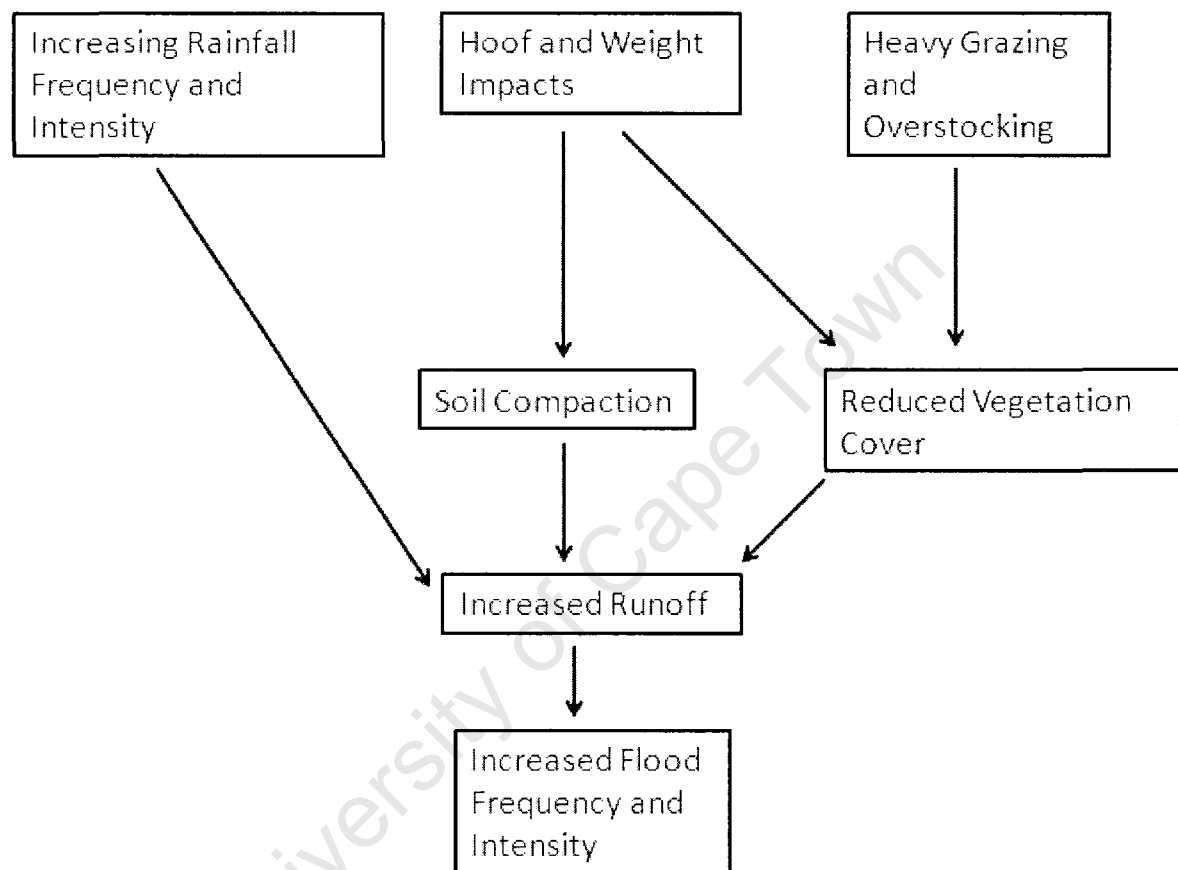 Increasing Rainfall
Frequency and
Intensity
Hoof and Weight
Impacts
Heavy Grazing
and
Overstocking
Soil Compaction
Reduced Vegetation
Cover
Increased Runoff
Increased Flood
Frequency and
Intensity
iversity of Cape Town